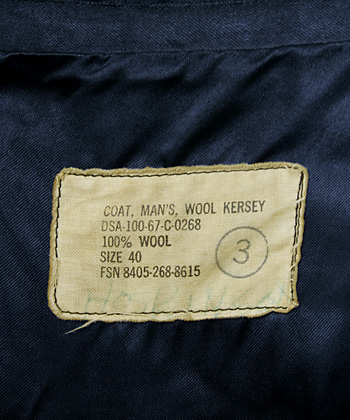 COAT, MAN'S, WOOL KERSEY
DSA-100-67-C-0268
100% WOOL
SIZE 40
FSN 8405-268-8615
3